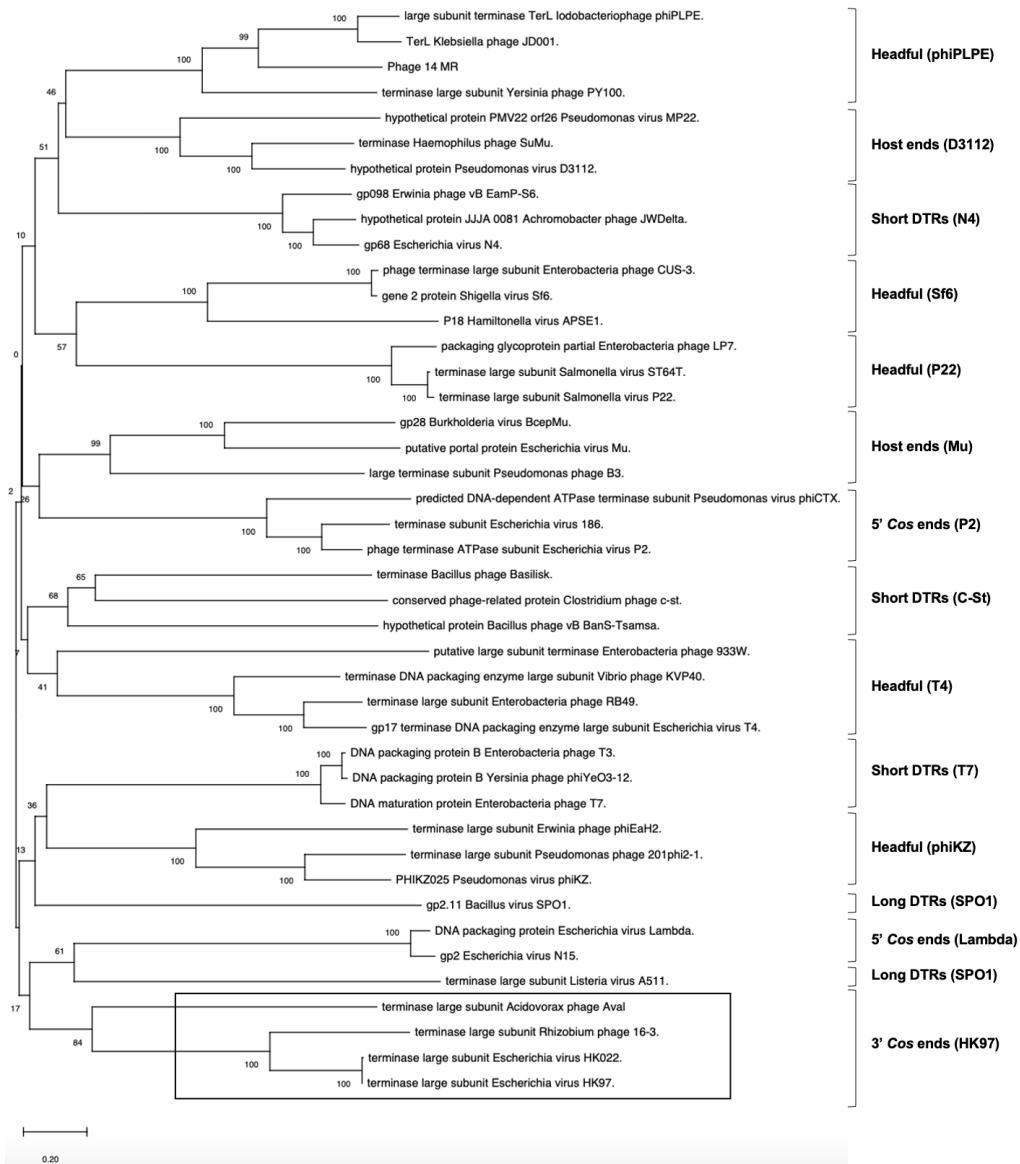 large subunit terminase TerL Iodobacteriophage phiPLPE.
100
TerL Klebsiella phage JD001.
99
Headful (phiPLPE)
100
Phage 14 MR
46
terminase large subunit Yersinia phage PY100.
hypothetical protein PMV22 orf26 Pseudomonas virus MP22.
51
100
terminase Haemophilus phage SuMu.
Host ends (D3112)
100
hypothetical protein Pseudomonas virus D3112.
gp098 Erwinia phage vB EamP-S6.
100
hypothetical protein JJJA 0081 Achromobacter phage JWDelta.
Short DTRs (N4)
10
100
gp68 Escherichia virus N4.
100
phage terminase large subunit Enterobacteria phage CUS-3.
100
gene 2 protein Shigella virus Sf6.
Headful (Sf6)
P18 Hamiltonella virus APSE1.
57
0
packaging glycoprotein partial Enterobacteria phage LP7.
100
terminase large subunit Salmonella virus ST64T.
Headful (P22)
100
terminase large subunit Salmonella virus P22.
100
gp28 Burkholderia virus BcepMu.
99
putative portal protein Escherichia virus Mu.
Host ends (Mu)
large terminase subunit Pseudomonas phage B3.
2
26
predicted DNA-dependent ATPase terminase subunit Pseudomonas virus phiCTX.
100
terminase subunit Escherichia virus 186.
5' Cos ends (P2)
100
phage terminase ATPase subunit Escherichia virus P2.
65
terminase Bacillus phage Basilisk.
68
conserved phage-related protein Clostridium phage c-st.
Short DTRs (C-St)
hypothetical protein Bacillus phage vB BanS-Tsamsa.
7
putative large subunit terminase Enterobacteria phage 933W.
41
terminase DNA packaging enzyme large subunit Vibrio phage KVP40.
Headful (T4)
100
terminase large subunit Enterobacteria phage RB49.
100
gp17 terminase DNA packaging enzyme large subunit Escherichia virus T4.
100
DNA packaging protein B Enterobacteria phage T3.
100
DNA packaging protein B Yersinia phage phiYeO3-12.
Short DTRs (T7)
36
DNA maturation protein Enterobacteria phage T7.
terminase large subunit Erwinia phage phiEaH2.
13
100
terminase large subunit Pseudomonas phage 201phi2-1.
Headful (phiKZ)
100
PHIKZ025 Pseudomonas virus phiKZ.
gp2.11 Bacillus virus SPO1.
Long DTRs (SPO1)
100
DNA packaging protein Escherichia virus Lambda.
61
gp2 Escherichia virus N15.
5' Cos ends (Lambda)
terminase large subunit Listeria virus A511.
Long DTRs (SPO1)
17
terminase large subunit Acidovorax phage Aval
84
terminase large subunit Rhizobium phage 16-3.
3' Cos ends (HK97)
100
terminase large subunit Escherichia virus HK022.
100
terminase large subunit Escherichia virus HK97.
0.20